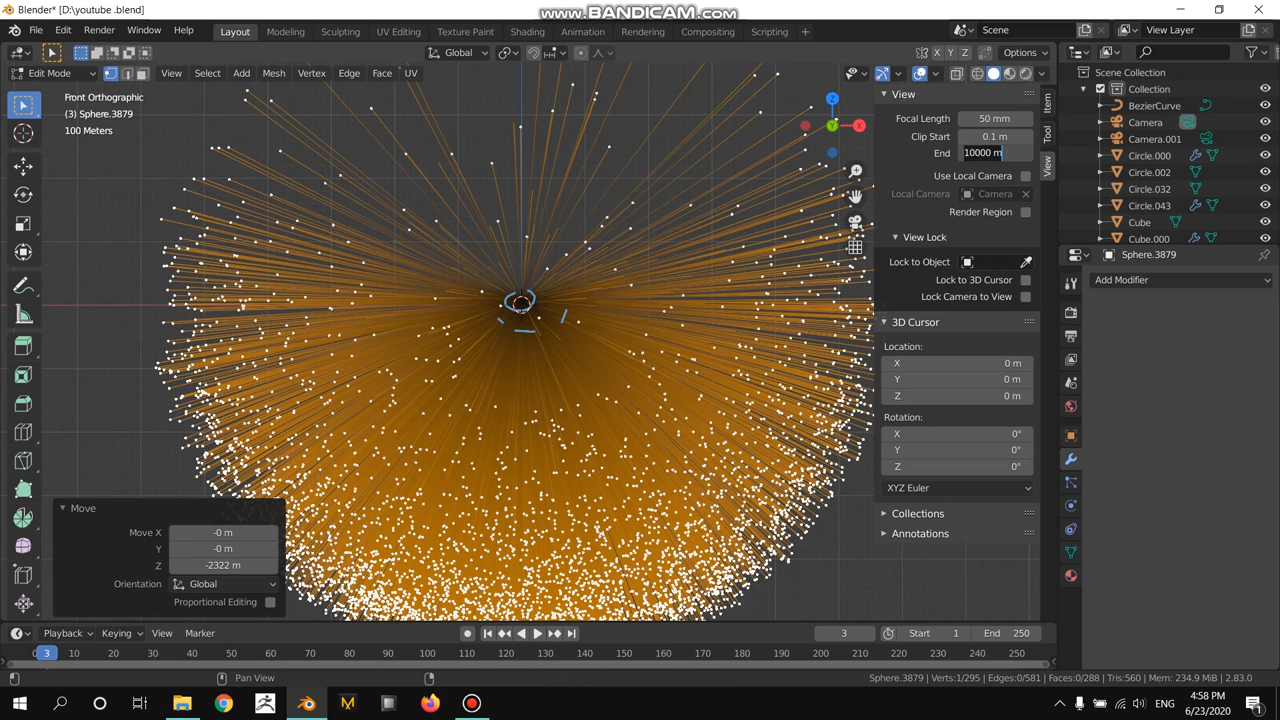 Blender* [D:\youtube .blend]
www.BANDICAM.com
File Edit Render Window Help Layout Modeling Sculpting UV Editing Texture Paint Shading Animation Rendering Compositing Scripting Scene View Layer
Global X Y Z Options
Edit Mode View Select Add Mesh Vertex Edge Face UV
Front Orthographic
(3) Sphere.3879
100 Meters
Z
Y
X
View
Focal Length 50 mm
Clip Start 0.1 m
End 10000 m
Use Local Camera
Local Camera Camera
Render Region
View Lock
Lock to Object
Lock to 3D Cursor
Lock Camera to View
3D Cursor
Location:
X 0 m
Y 0 m
Z 0 m
Rotation:
X 0°
Y 0°
Z 0°
XYZ Euler
Collections
Annotations
Item
Tool
View
Scene Collection
Collection
BezierCurve
Camera
Camera.001
Circle.000
Circle.002
Circle.032
Circle.043
Cube
Cube.000
Sphere.3879
Add Modifier
Move
Move X -0 m
Y -0 m
Z -2322 m
Orientation Global
Proportional Editing
Playback Keying View Marker 3 Start 1 End 250
0 3 10 20 30 40 50 60 70 80 90 100 110 120 130 140 150 160 170 180 190 200 210 220 230 240 250
Pan View
Sphere.3879 | Verts:1/295 | Edges:0/581 | Faces:0/288 | Tris:560 | Mem: 234.9 MiB | 2.83.0
4:58 PM
6/23/2020